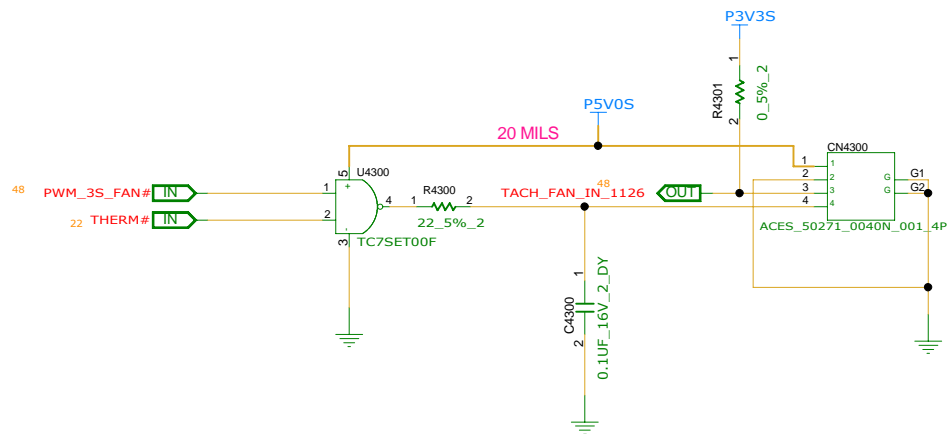 P3V3S
1
R4301
0_5%_2
2
P5V0S
20 MILS
CN4300
U4300
5
1
1
2
2
G
G1
3
3
G
G2
4
4
ACES_50271_0040N_001_4P
48
PWM_3S_FAN#
IN
1
+
22
THERM#
IN
2
-
4
3
TC7SET00F
R4300
1
2
22_5%_2
48
TACH_FAN_IN_1126
OUT
1
C4300
2
0.1UF_16V_2_DY